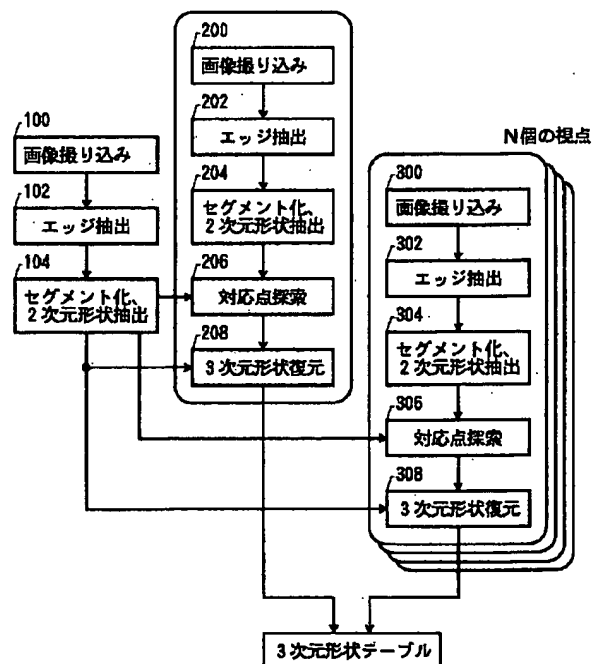 100
画像撮り込み
102
エッジ抽出
104
セグメント化、
2次元形状抽出
200
画像撮り込み
202
エッジ抽出
204
セグメント化、
2次元形状抽出
206
対応点探索
208
3次元形状復元
N個の視点
300
画像撮り込み
302
エッジ抽出
304
セグメント化、
2次元形状抽出
306
対応点探索
308
3次元形状復元
3次元形状テーブル